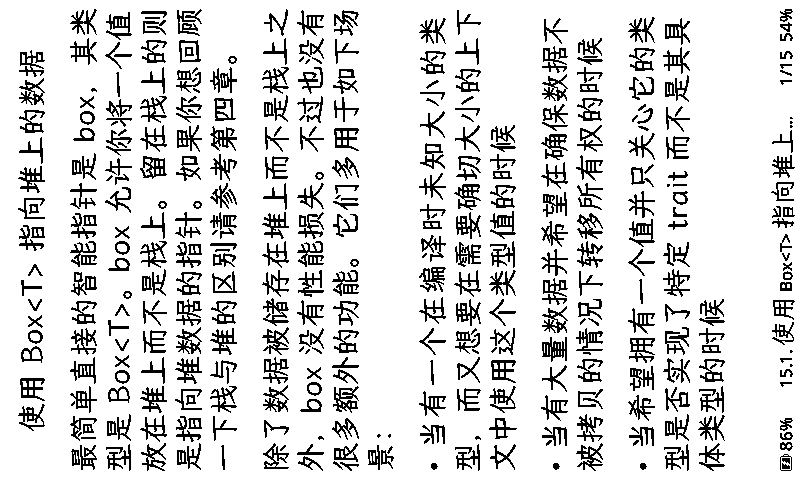 使用 Box<T> 指向堆上的数据
最简单直接的智能指针是 box，其类
型是 Box<T>。box 允许你将一个值
放在堆上而不是栈上。留在栈上的则
是指向堆数据的指针。如果你想回顾
一下栈与堆的区别请参考第四章。
除了数据被储存在堆上而不是栈上之
外，box 没有性能损失。不过也没有
很多额外的功能。它们多用于如下场
景：
• 当有一个在编译时未知大小的类
型，而又想要在需要确切大小的上下
文中使用这个类型值的时候
• 当有大量数据并希望在确保数据不
被拷贝的情况下转移所有权的时候
• 当希望拥有一个值并只关心它的类
型是否实现了特定 trait 而不是其具
体类型的时候
86% 15.1. 使用 Box<T> 指向堆上... 1/15 54%